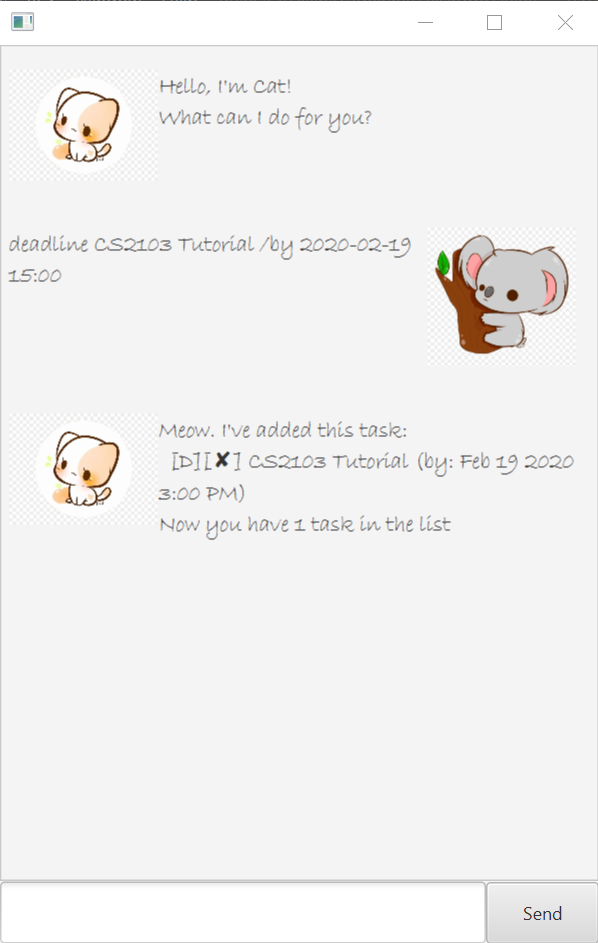 Hello, I'm Cat!
What can I do for you?
deadline CS2103 Tutorial /by 2020-02-19
15:00
Meow. I've added this task:
[D][✘] CS2103 Tutorial (by: Feb 19 2020
3:00 PM)
Now you have 1 task in the list
Send